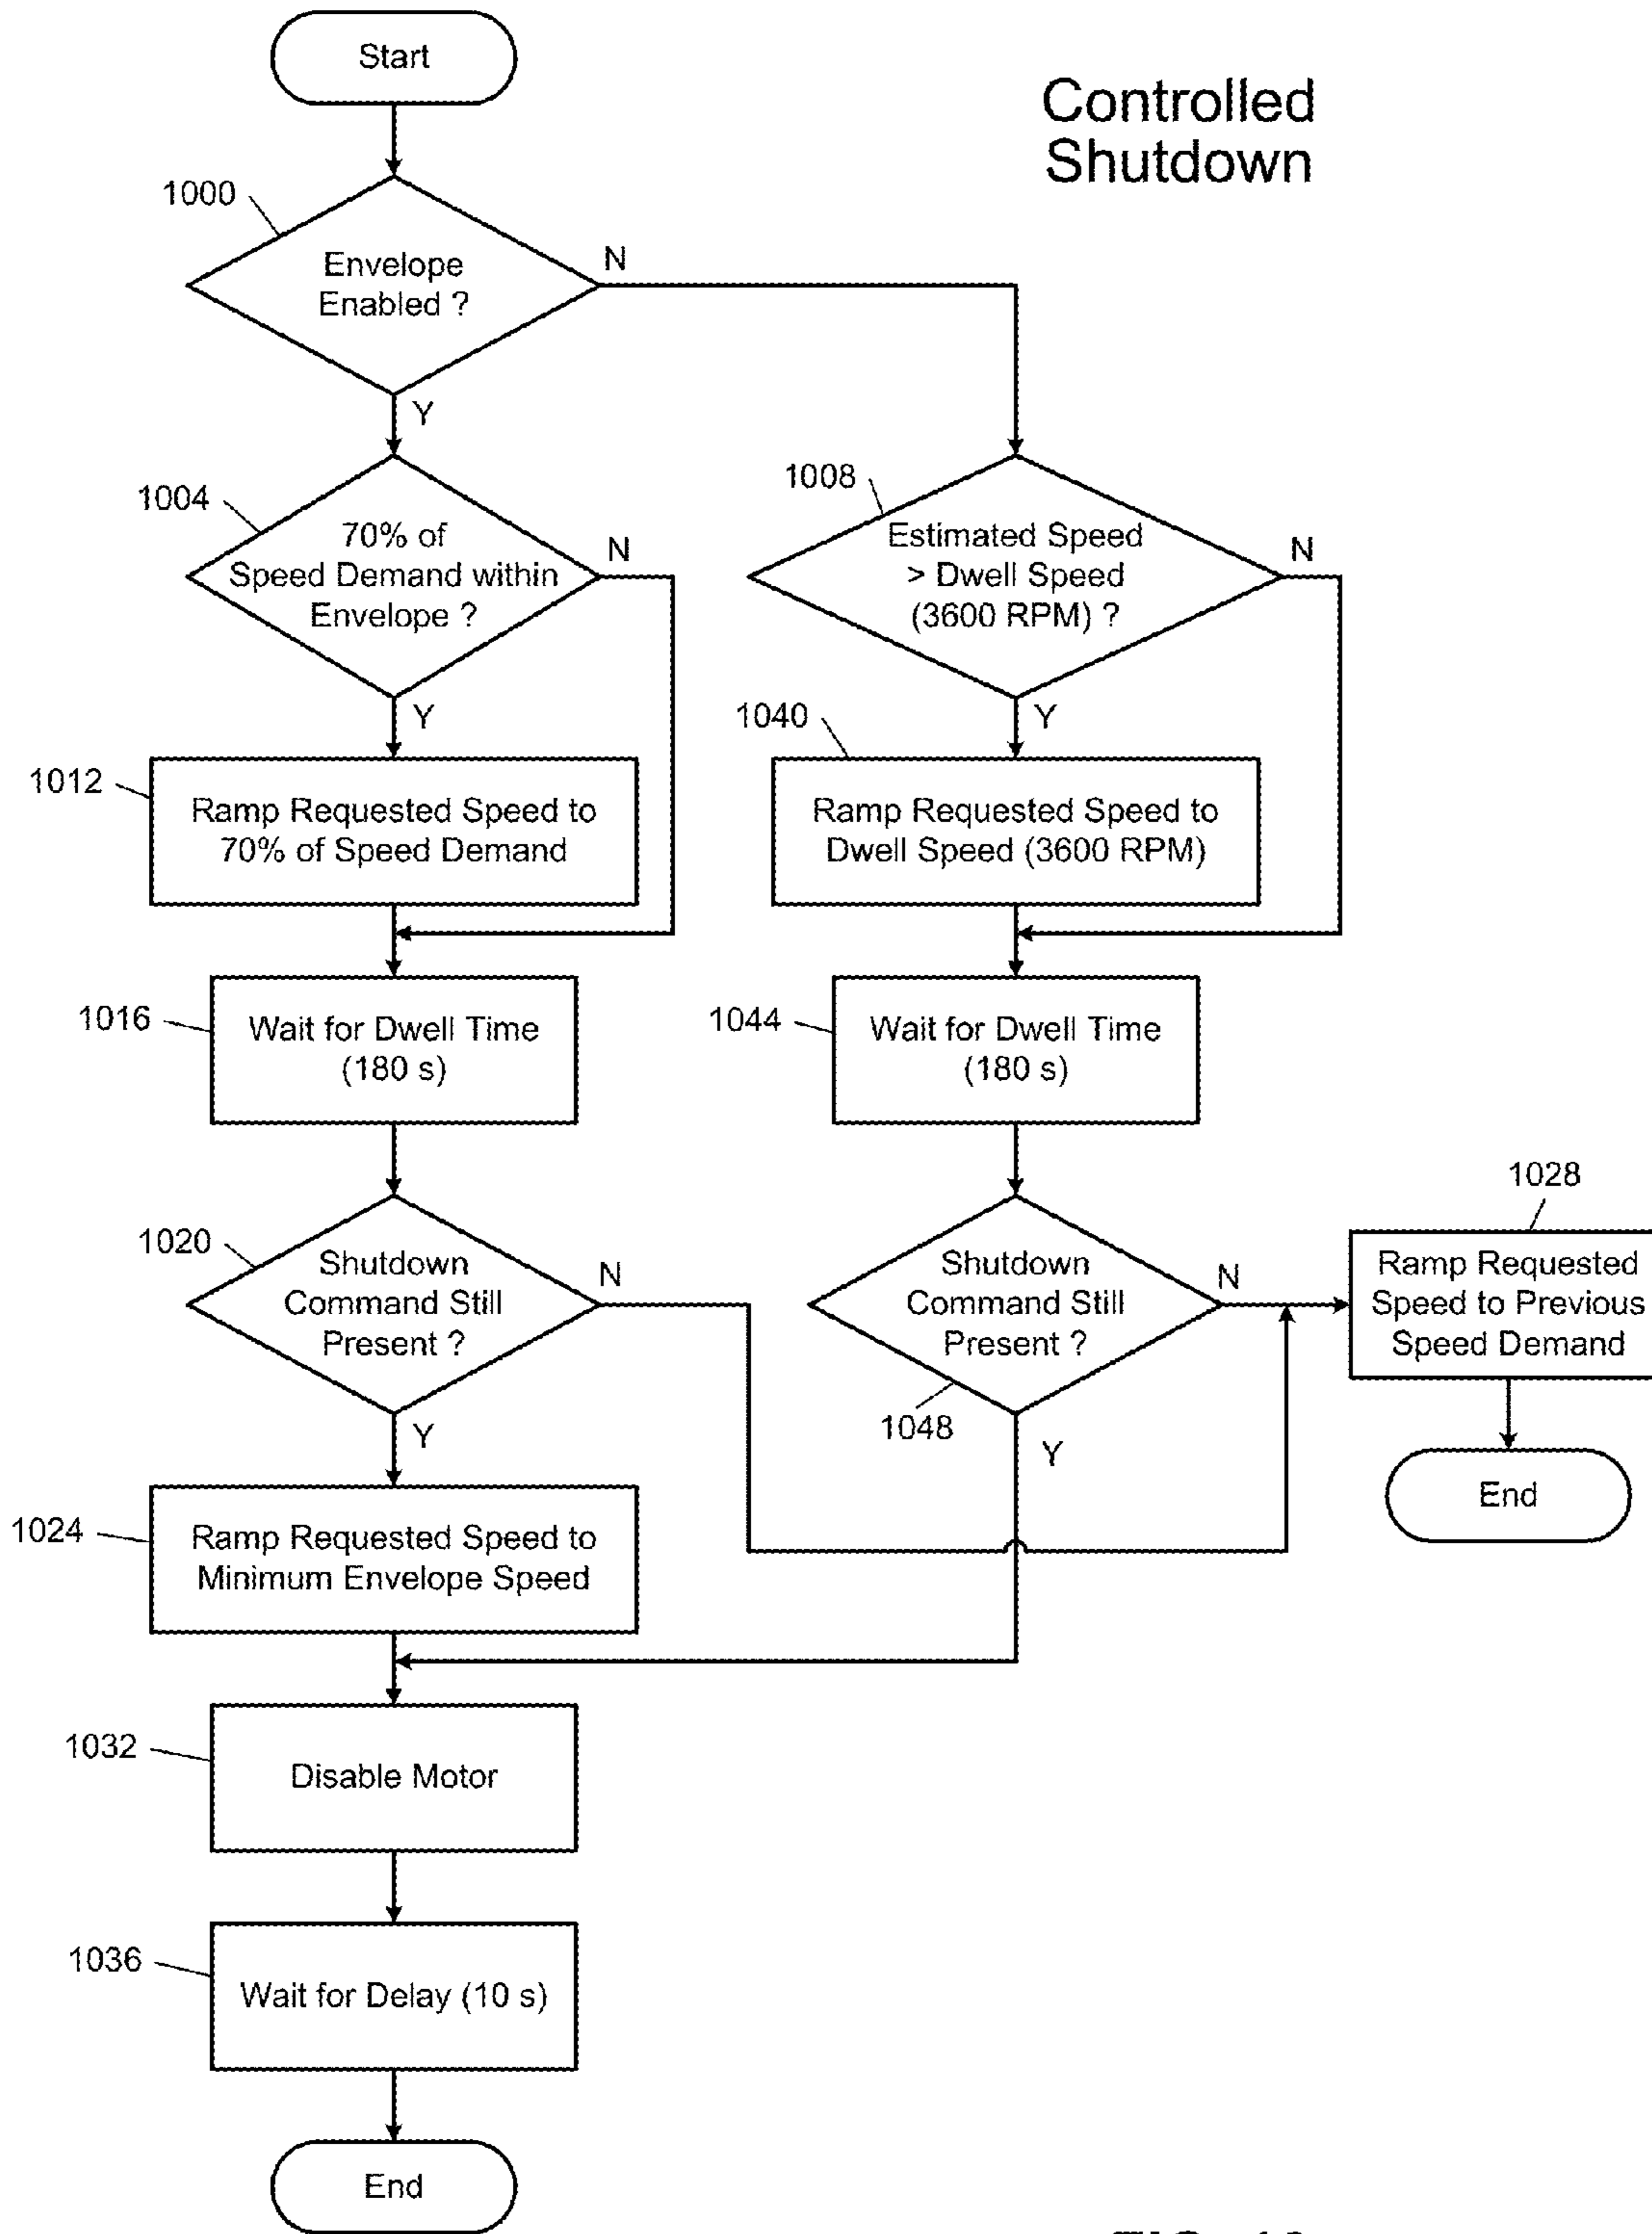 Start
Controlled
Shutdown
1000
Envelope
Enabled ?
N
Y
1004
70% of
Speed Demand within
Envelope ?
N
Y
1008
Estimated Speed
> Dwell Speed
(3600 RPM) ?
N
Y
1012
Ramp Requested Speed to
70% of Speed Demand
1040
Ramp Requested Speed to
Dwell Speed (3600 RPM)
1016
Wait for Dwell Time
(180 s)
1044
Wait for Dwell Time
(180 s)
1020
Shutdown
Command Still
Present ?
N
Y
Shutdown
Command Still
Present ?
1048
N
Y
1028
Ramp Requested
Speed to Previous
Speed Demand
End
1024
Ramp Requested Speed to
Minimum Envelope Speed
1032
Disable Motor
1036
Wait for Delay (10 s)
End